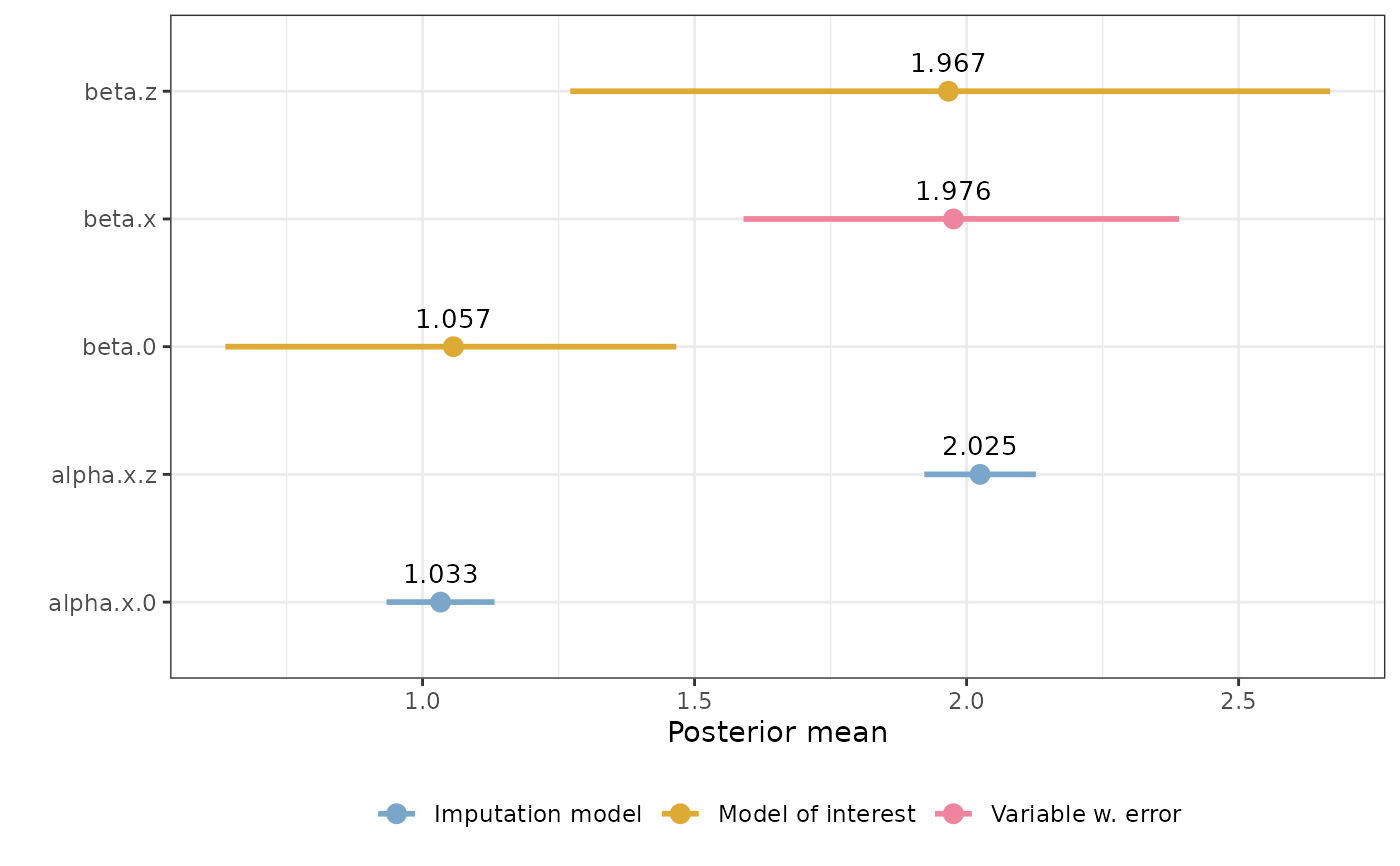 1.967
beta.z
1.976
beta.x
1.057
beta.0
2.025
alpha.x.z
1.033
alpha.x.0
1.0 1.5 2.0 2.5
Posterior mean
Imputation model Model of interest Variable w. error